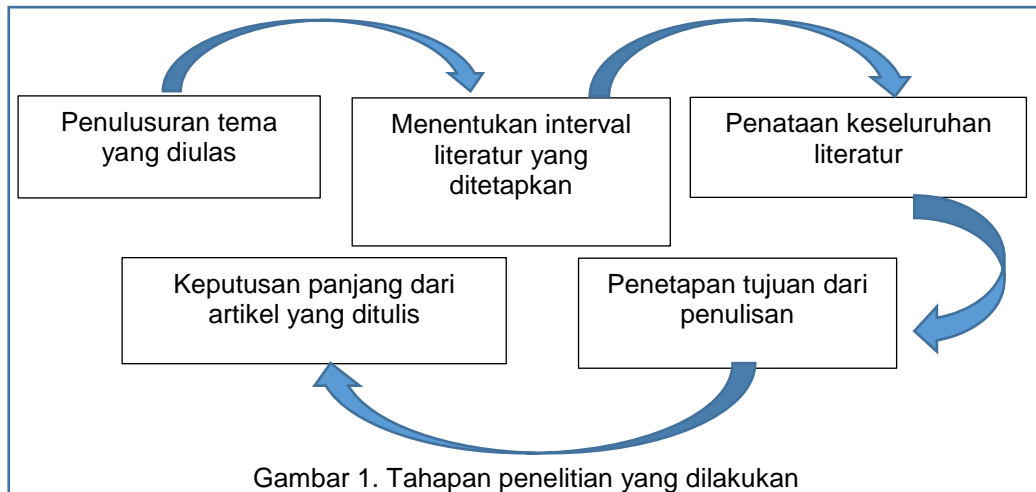 Penulusuran tema
yang diulas
Menentukan interval
literatur yang
ditetapkan
Penataan keseluruhan
literatur
Penetapan tujuan dari
penulisan
Keputusan panjang dari
artikel yang ditulis
Gambar 1. Tahapan penelitian yang dilakukan